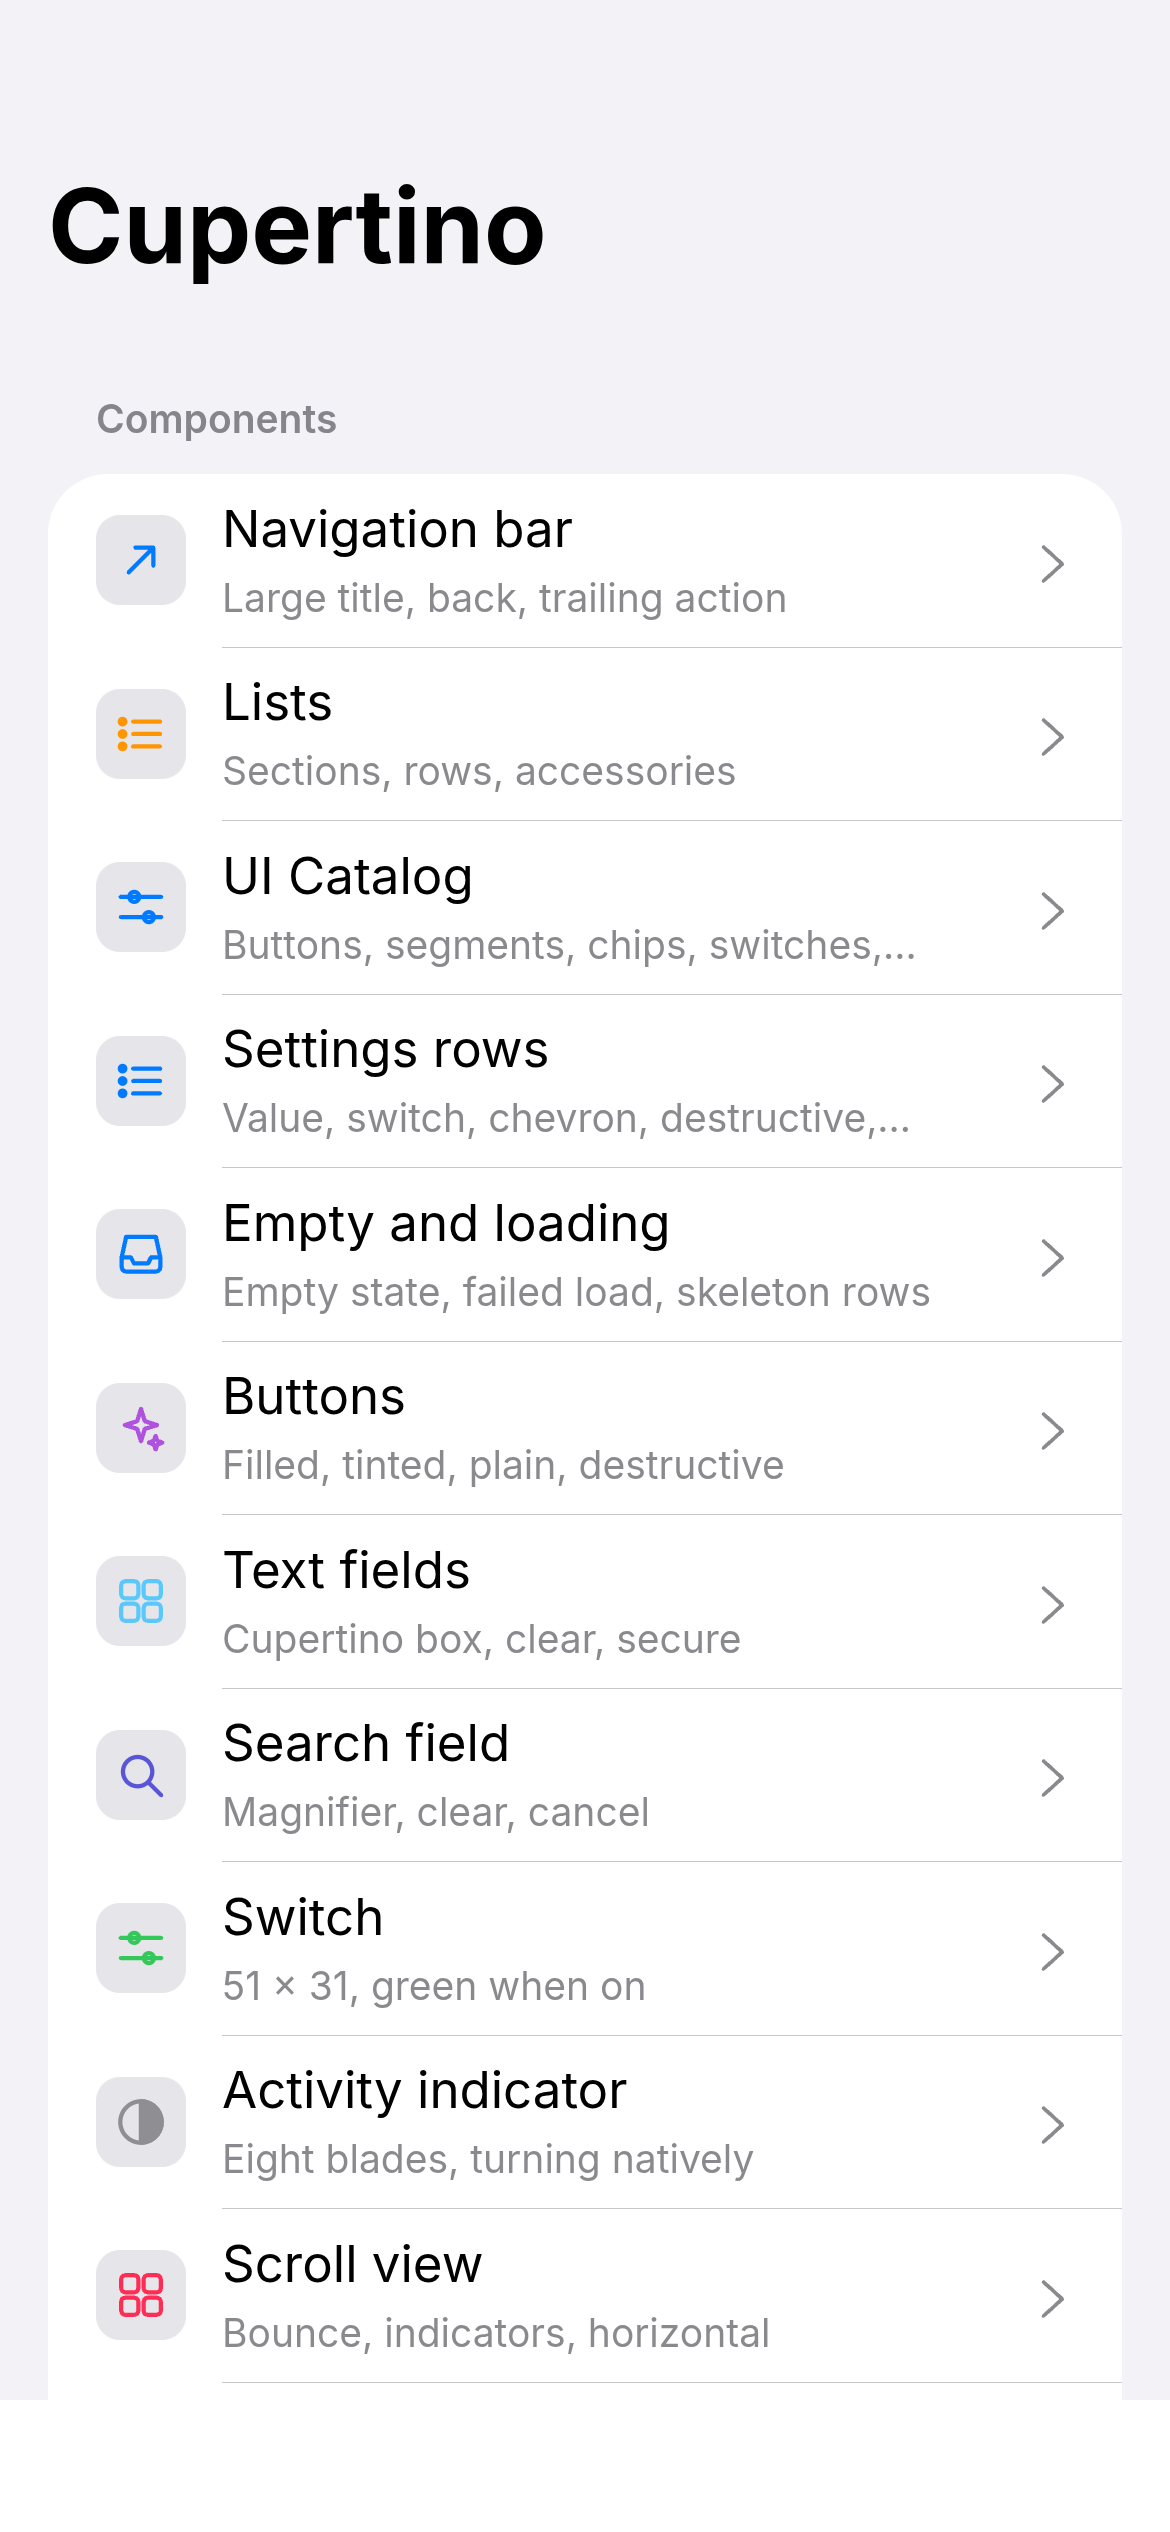 Cupertino
Components
Navigation bar
Large title, back, trailing action
Lists
Sections, rows, accessories
UI Catalog
Buttons, segments, chips, switches,...
Settings rows
Value, switch, chevron, destructive,...
Empty and loading
Empty state, failed load, skeleton rows
Buttons
Filled, tinted, plain, destructive
Text fields
Cupertino box, clear, secure
Search field
Magnifier, clear, cancel
Switch
51 × 31, green when on
Activity indicator
Eight blades, turning natively
Scroll view
Bounce, indicators, horizontal